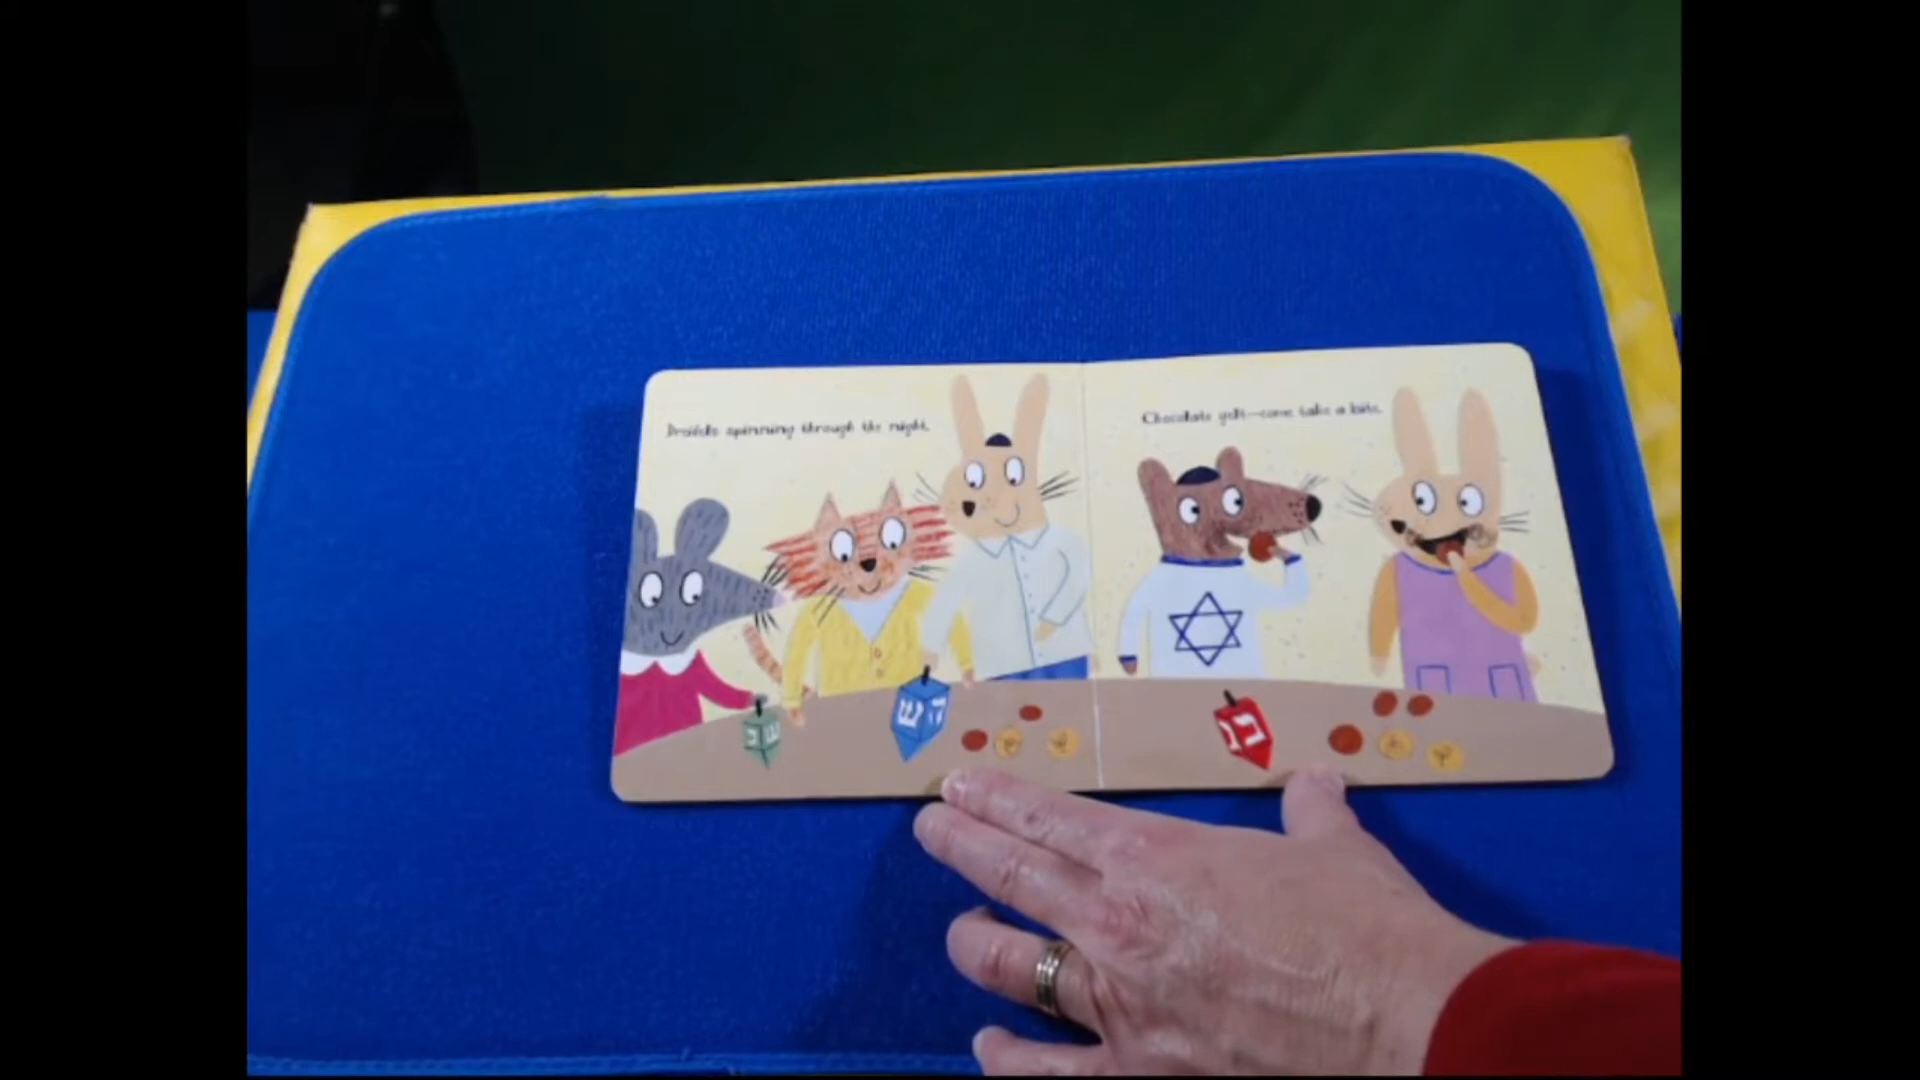 Dreidels spinning through the night,
Chocolate gelt—come take a bite.
ש
ש ה
נ ת